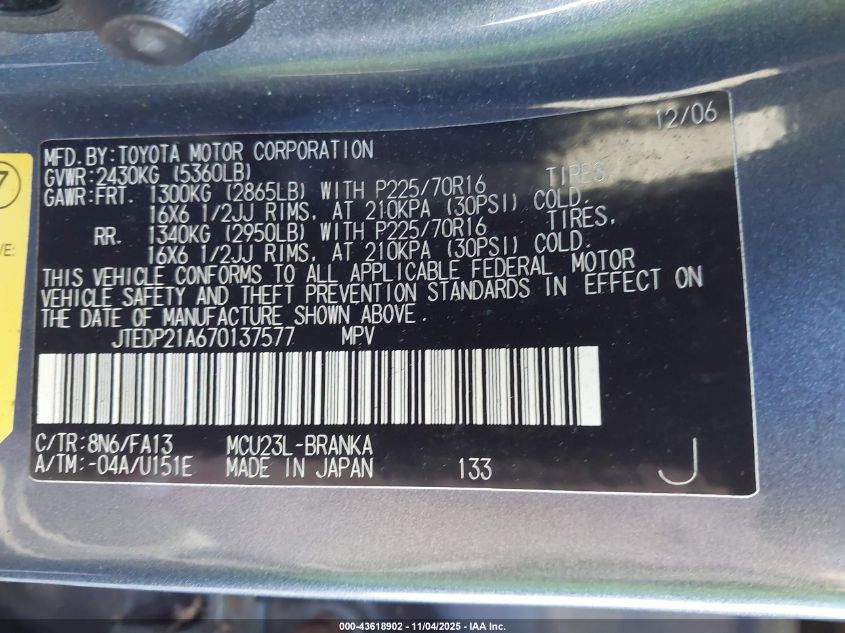 12/06
MFD.BY:TOYOTA MOTOR CORPORATION
GVWR:2430KG (5360LB)
GAWR:FRT. 1300KG (2865LB) WITH P225/70R16 TIRES,
16X6 1/2JJ RIMS, AT 210KPA (30PSI) COLD.
RR. 1340KG (2950LB) WITH P225/70R16 TIRES,
16X6 1/2JJ RIMS, AT 210KPA (30PSI) COLD.
THIS VEHICLE CONFORMS TO ALL APPLICABLE FEDERAL MOTOR
VEHICLE SAFETY AND THEFT PREVENTION STANDARDS IN EFFECT ON
THE DATE OF MANUFACTURE SHOWN ABOVE.
JTEDP21A670137577 MPV
C/TR:8N6/FA13 MCU23L-BRANKA
A/TM:-04A/U151E MADE IN JAPAN 133 J
7
E:
000-43618902 - 11/04/2025 - IAA Inc.